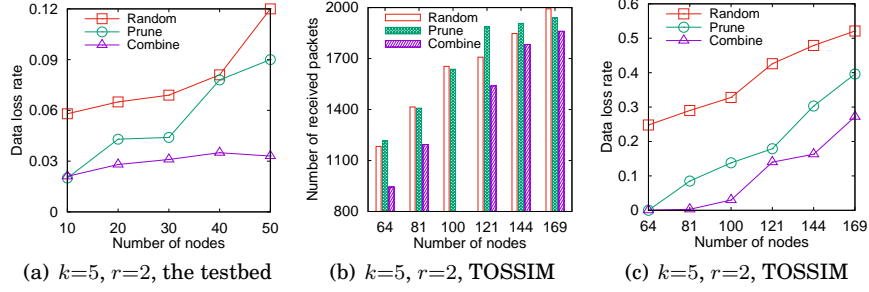 Data loss rate
0.12
0.09
0.06
0.03
0
Random
Prune
Combine
10 20 30 40 50
Number of nodes
(a) k=5, r=2, the testbed
Number of received packets
2000
1700
1400
1100
800
Random
Prune
Combine
64 81 100 121 144 169
Number of nodes
(b) k=5, r=2, TOSSIM
Data loss rate
0.6
0.5
0.4
0.3
0.2
0.1
0
Random
Prune
Combine
64 81 100 121 144 169
Number of nodes
(c) k=5, r=2, TOSSIM